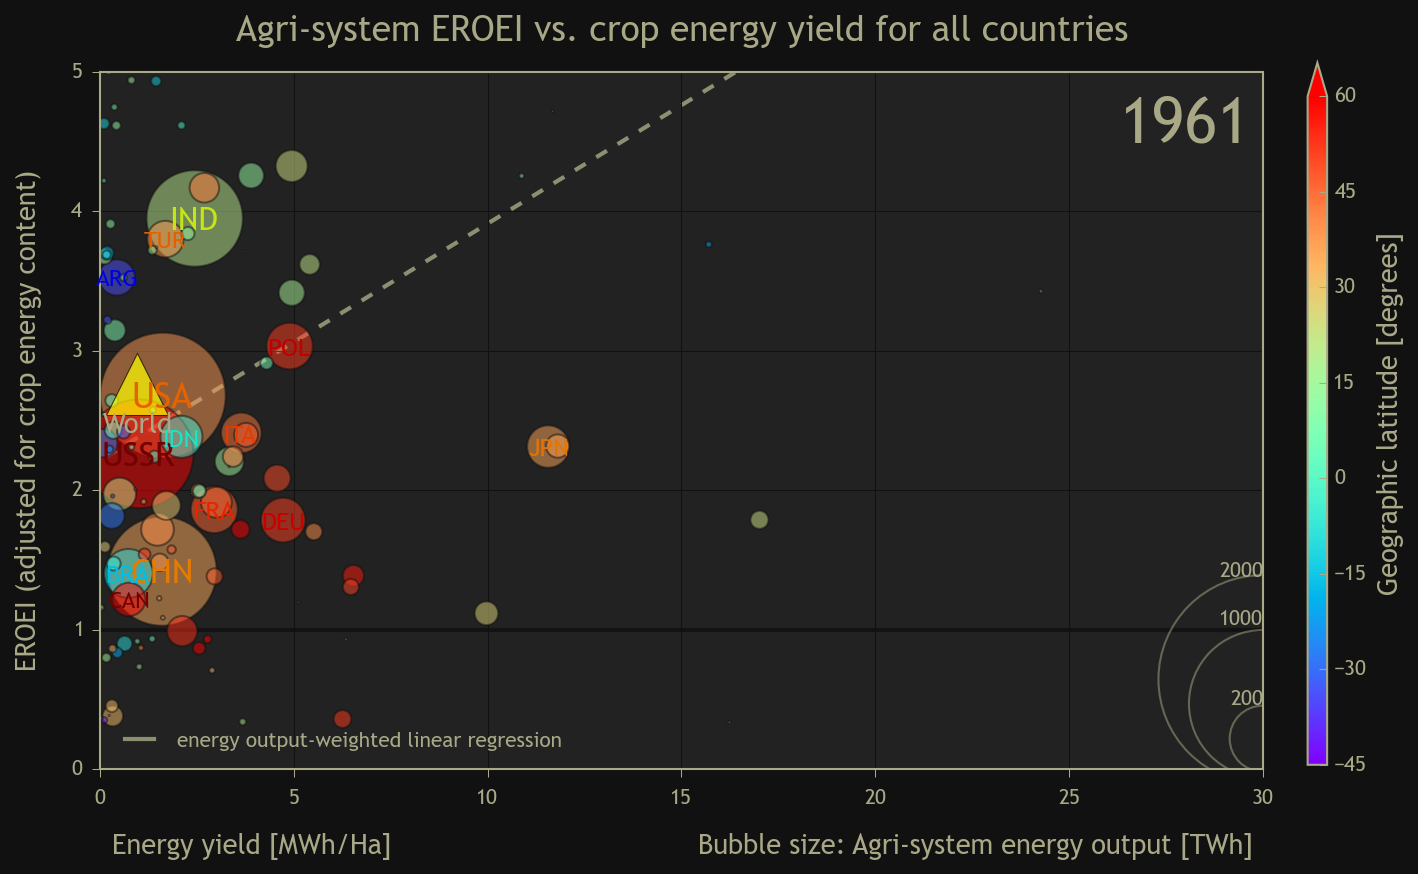 Agri-system EROEI vs. crop energy yield for all countries
1961
EROEI (adjusted for crop energy content)
5
4
3
2
1
0
IND
TUR
ARG
POL
USA
World
IDN
ITA
USSR
JPN
FRA
DEU
BRA
CHN
CAN
2000
1000
200
energy output-weighted linear regression
0
5
10
15
20
25
30
Energy yield [MWh/Ha]
Bubble size: Agri-system energy output [TWh]
60
45
30
15
0
−15
−30
−45
Geographic latitude [degrees]